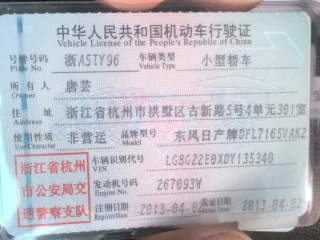 中华人民共和国机动车行驶证
Vehicle License of the People's Republic of China
号牌号码 浙A5TY96 车辆类型 小型轿车
Plate No. Vehicle Type
所有人 唐芸
Owner
住址 浙江省杭州市拱墅区古新路5号4单元301室
Address
使用性质 非营运 品牌型号 东风日产牌DFL7165VAK2
Use Character Model
浙江省杭州市公安局交通警察支队
车辆识别代号 LGBG22E0XDY135340
VIN
发动机号码 267093W
Engine No.
注册日期 2013-04-02 发证日期 2013-04-02
Register Date Issue Date